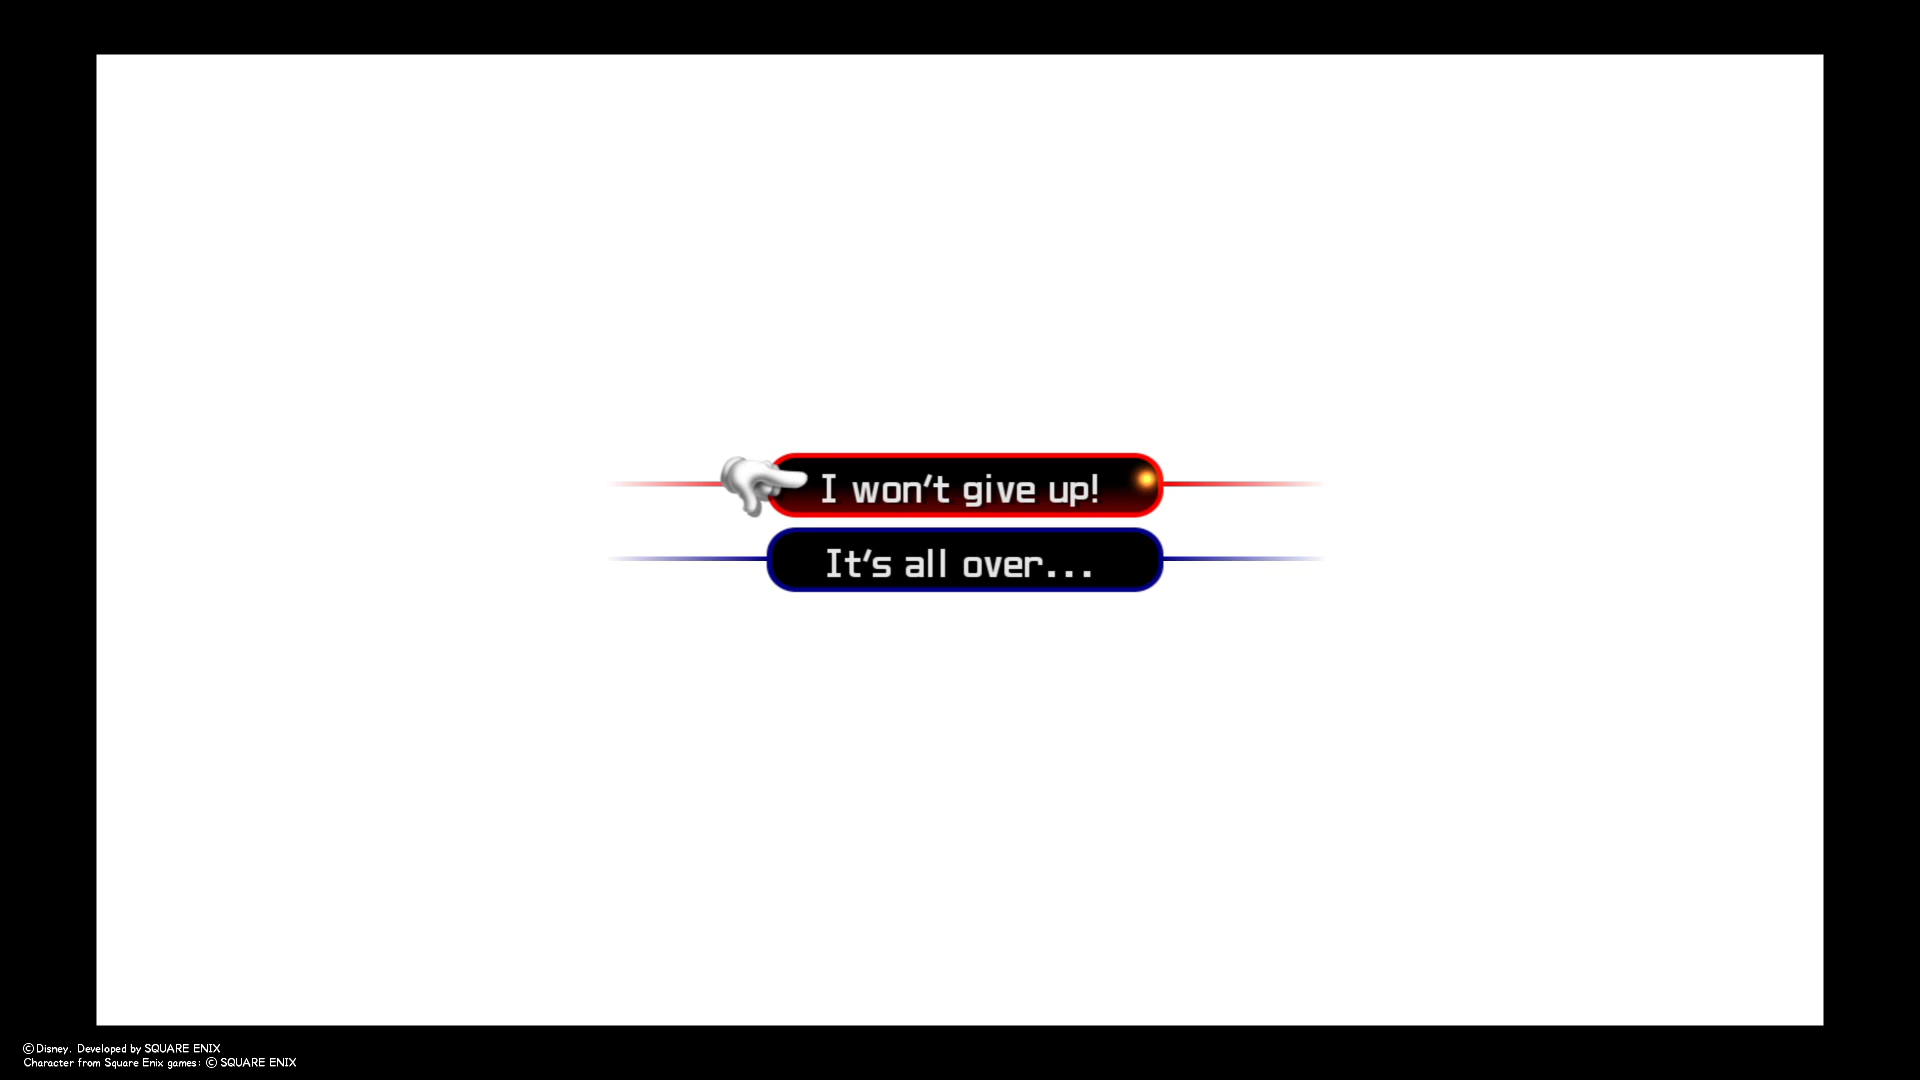 I won't give up!
It's all over...
©Disney. Developed by SQUARE ENIX
Character from Square Enix games: © SQUARE ENIX